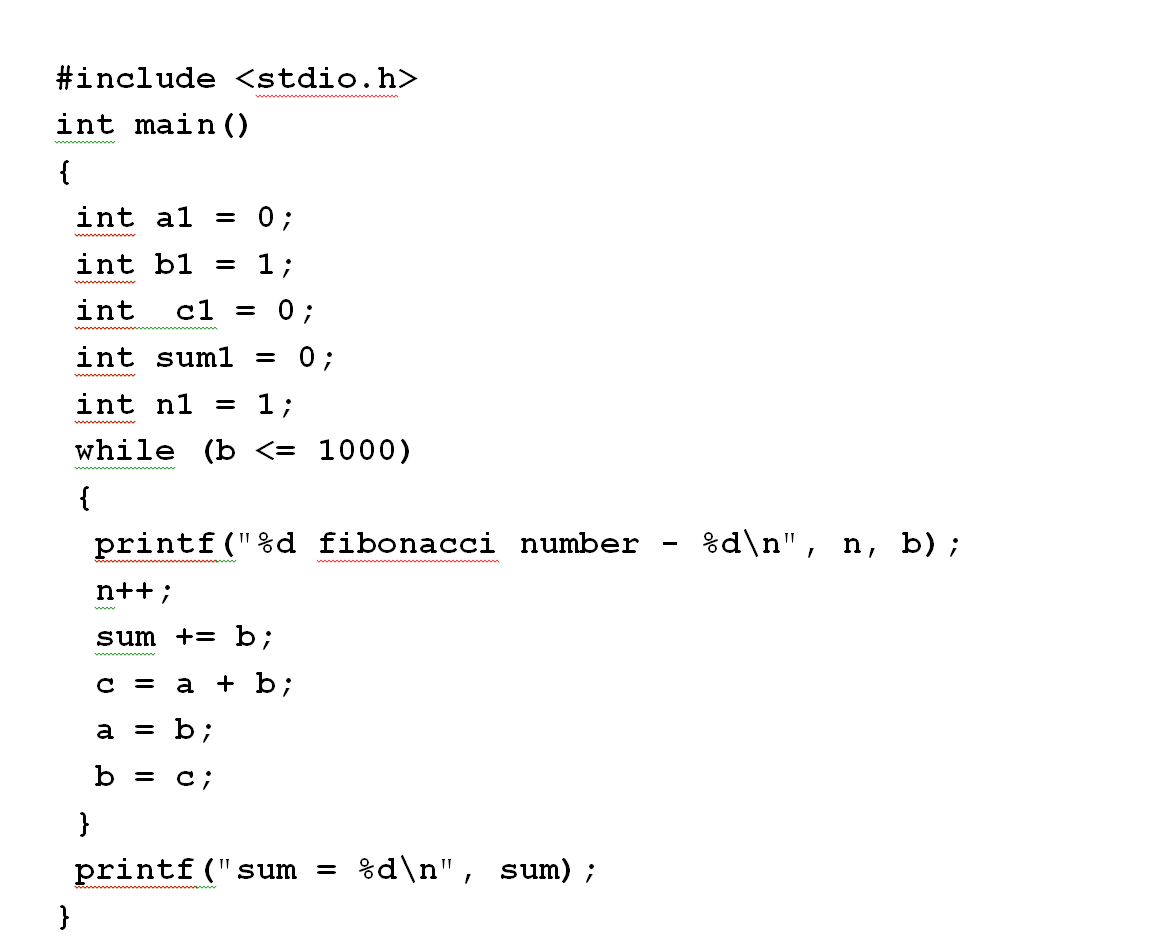 #include <stdio.h>
int main()
{
int a1 = 0;
int b1 = 1;
int  c1 = 0;
int sum1 = 0;
int n1 = 1;
while (b <= 1000)
{
printf("%d fibonacci number - %d\n", n, b);
n++;
sum += b;
c = a + b;
a = b;
b = c;
}
printf("sum = %d\n", sum);
}